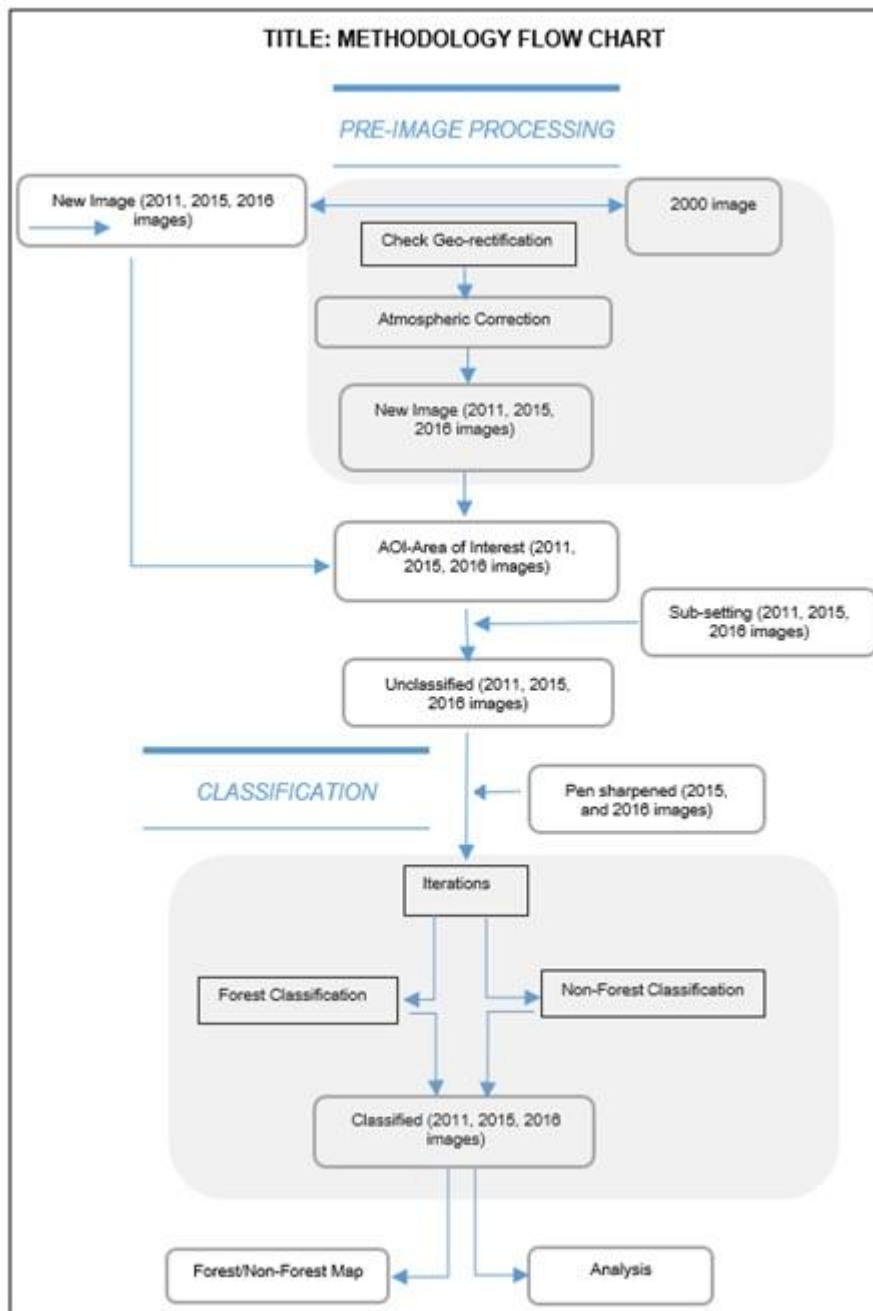 TITLE: METHODOLOGY FLOW CHART
PRE-IMAGE PROCESSING
New Image (2011, 2015, 2016
images)
2000 image
Check Geo-rectification
Atmospheric Correction
New Image (2011, 2015,
2016 images)
AOI-Area of Interest (2011,
2015, 2016 images)
Sub-setting (2011, 2015,
2016 images)
Unclassified (2011, 2015,
2016 images)
CLASSIFICATION
Pen sharpened (2015,
and 2016 images)
Iterations
Forest Classification
Non-Forest Classification
Classified (2011, 2015, 2016
images)
Forest/Non-Forest Map
Analysis